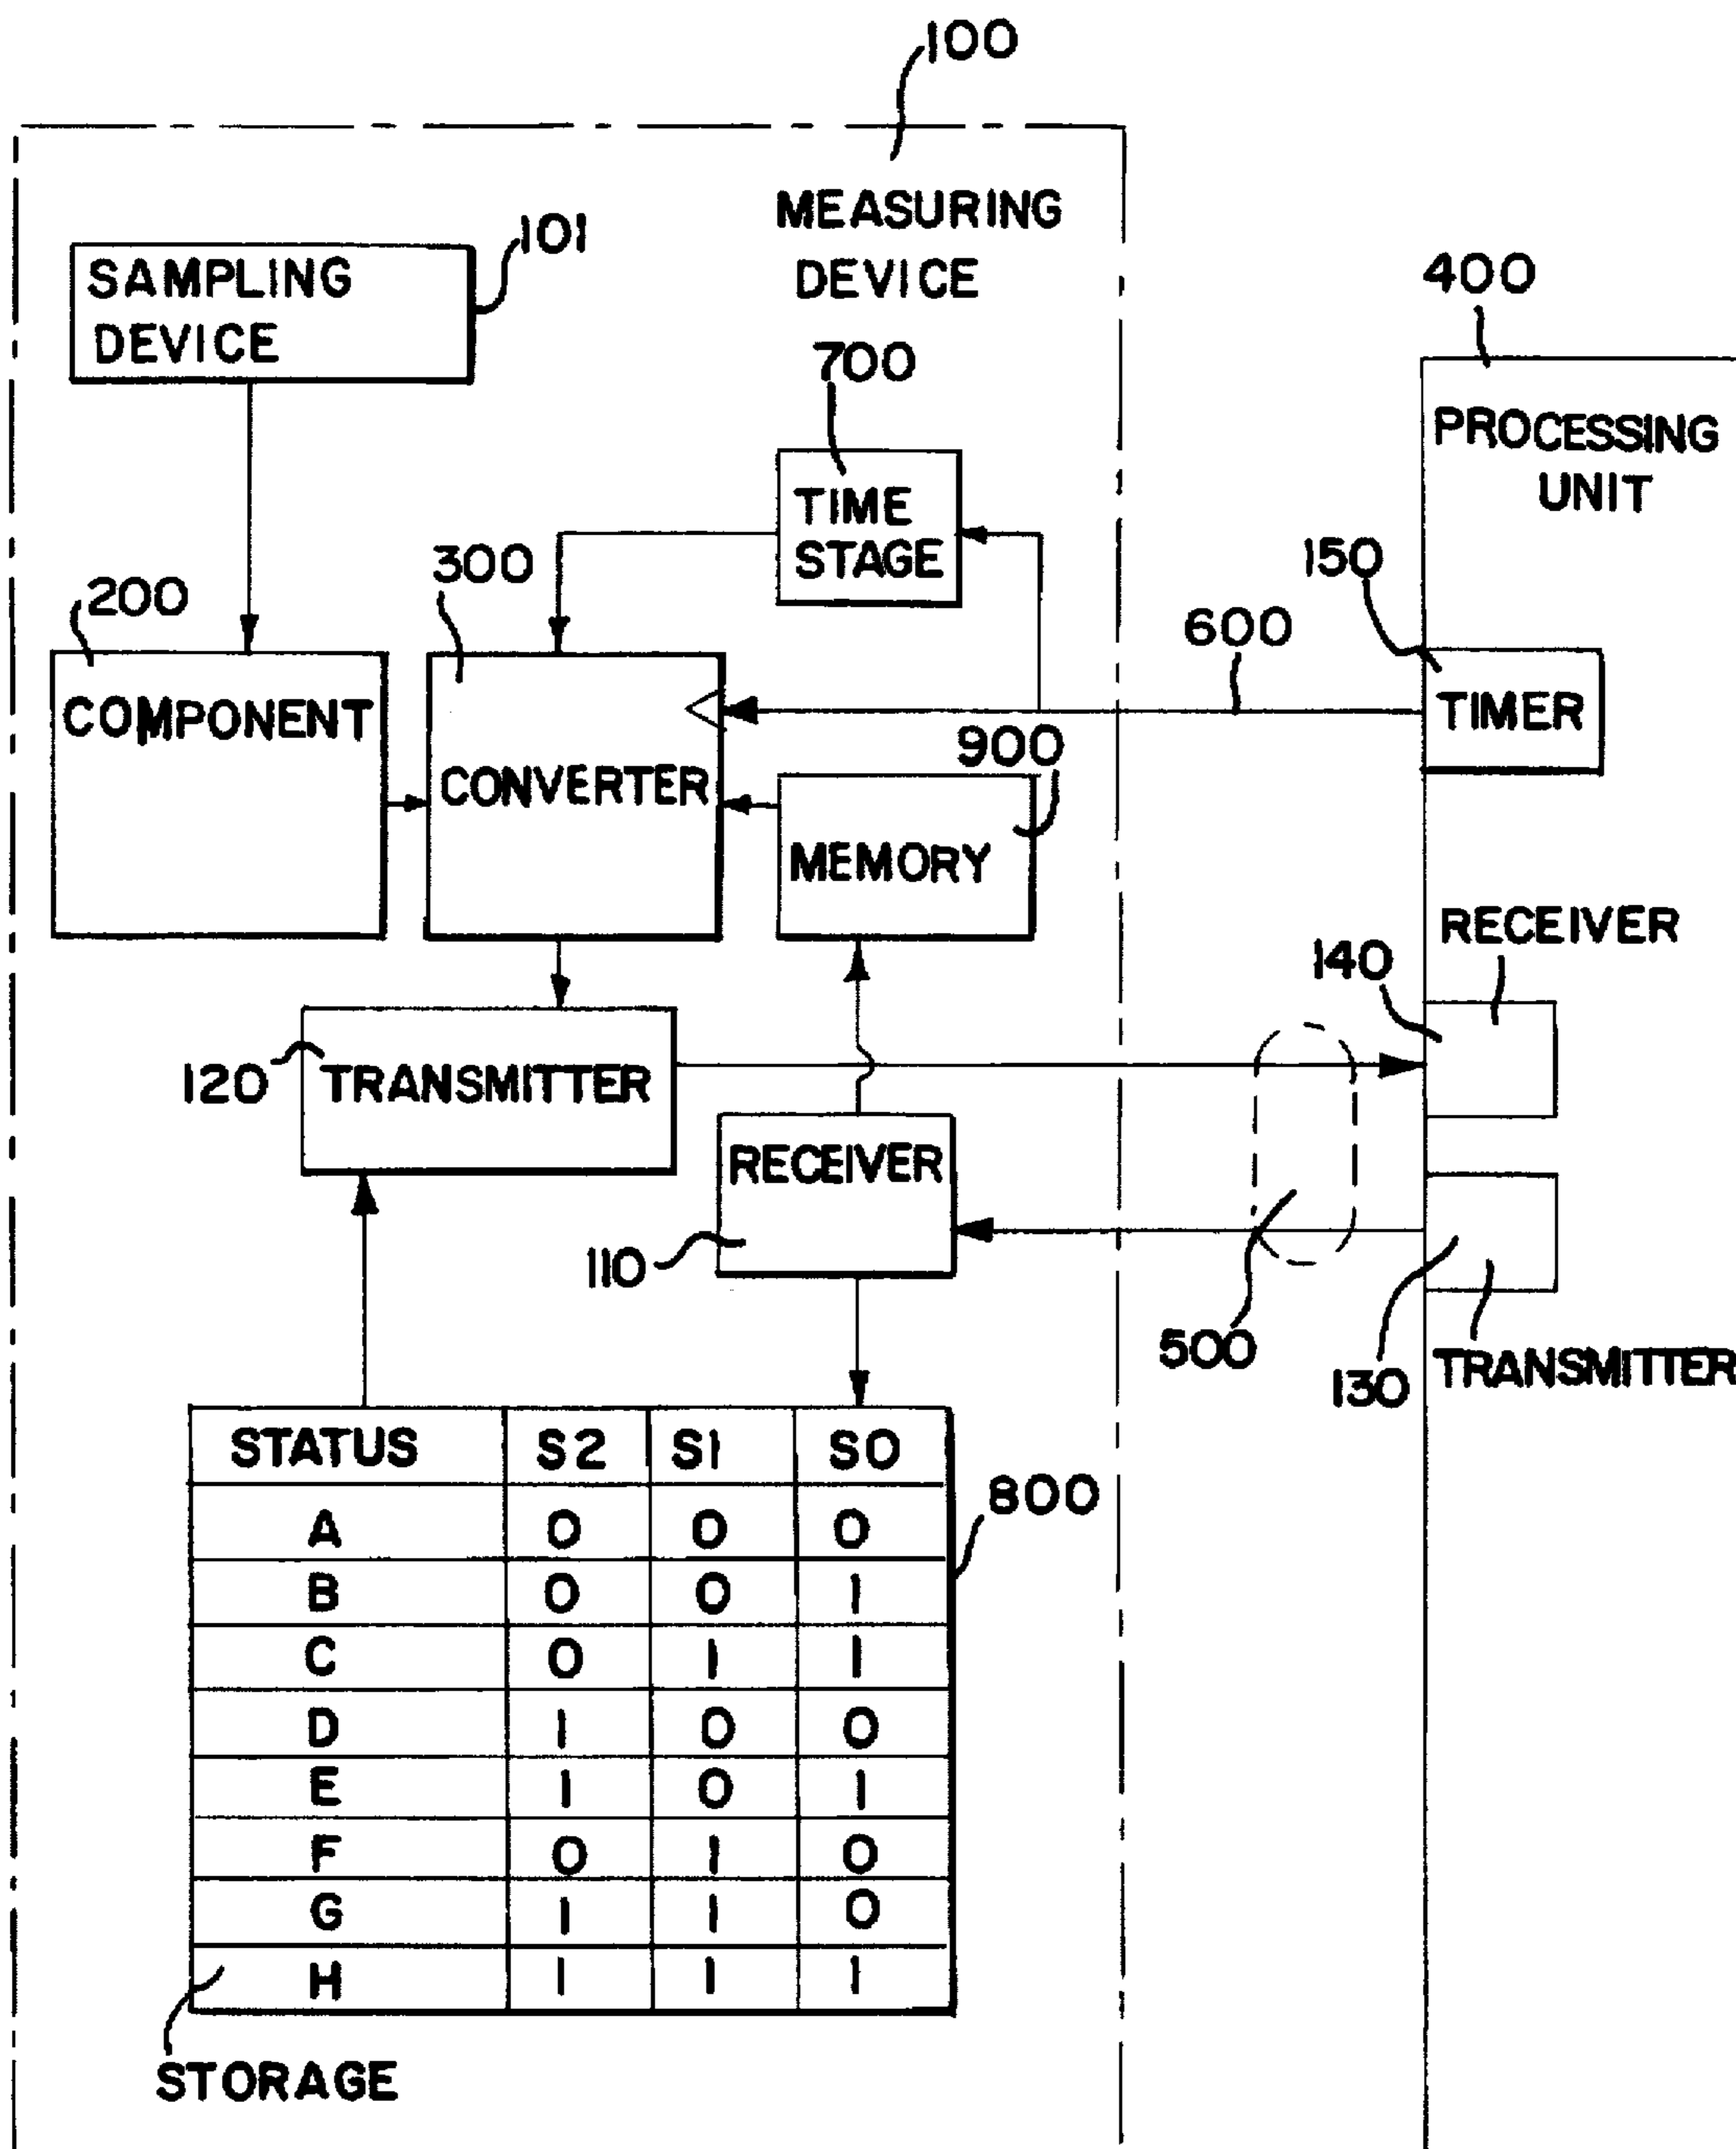 100
MEASURING
DEVICE
101
SAMPLING
DEVICE
400
PROCESSING
UNIT
700
TIME
STAGE
150
TIMER
600
200
COMPONENT
300
CONVERTER
900
MEMORY
RECEIVER
140
120
TRANSMITTER
RECEIVER
110
500
130
TRANSMITTER
STATUS S2 S1 S0
800
A 0 0 0
B 0 0 1
C 0 1 1
D 1 0 0
E 1 0 1
F 0 1 0
G 1 1 0
H 1 1 1
STORAGE